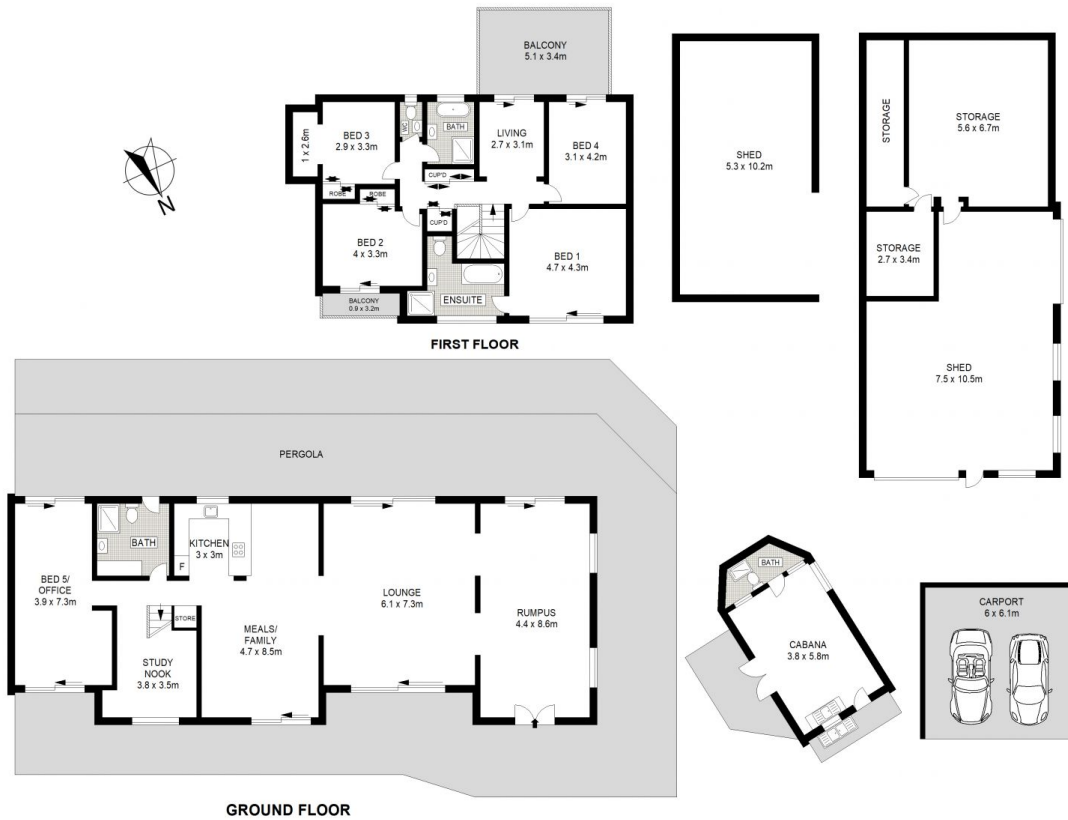 BALCONY
5.1 x 3.4m
1 x 2.6m
BED 3
2.9 x 3.3m
WC
BATH
LIVING
2.7 x 3.1m
BED 4
3.1 x 4.2m
ROBE
ROBE
CUP'D
CUP'D
BED 2
4 x 3.3m
BED 1
4.7 x 4.3m
ENSUITE
BALCONY
0.9 x 3.2m
FIRST FLOOR
N
SHED
5.3 x 10.2m
STORAGE
STORAGE
5.6 x 6.7m
STORAGE
2.7 x 3.4m
SHED
7.5 x 10.5m
PERGOLA
BED 5/
OFFICE
3.9 x 7.3m
BATH
KITCHEN
3 x 3m
F
STORE
STUDY
NOOK
3.8 x 3.5m
MEALS/
FAMILY
4.7 x 8.5m
LOUNGE
6.1 x 7.3m
RUMPUS
4.4 x 8.6m
GROUND FLOOR
BATH
CABANA
3.8 x 5.8m
CARPORT
6 x 6.1m